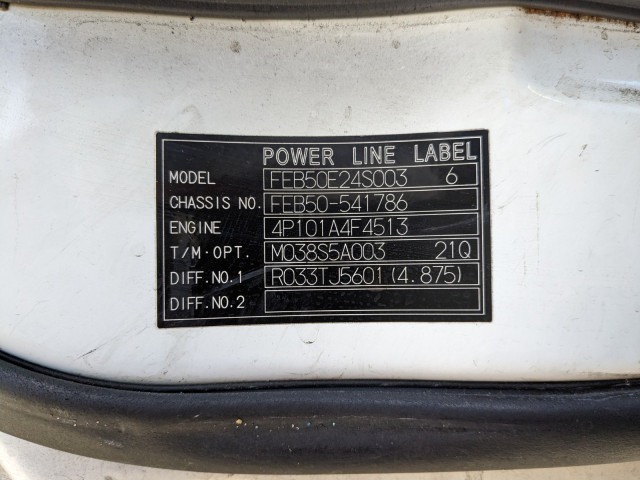 POWER LINE LABEL
MODEL FEB50E24S003 6
CHASSIS NO. FEB50-541786
ENGINE 4P101A4F4513
T/M·OPT. M038S5A003 21Q
DIFF.NO.1 R033TJ5601(4.875)
DIFF.NO.2